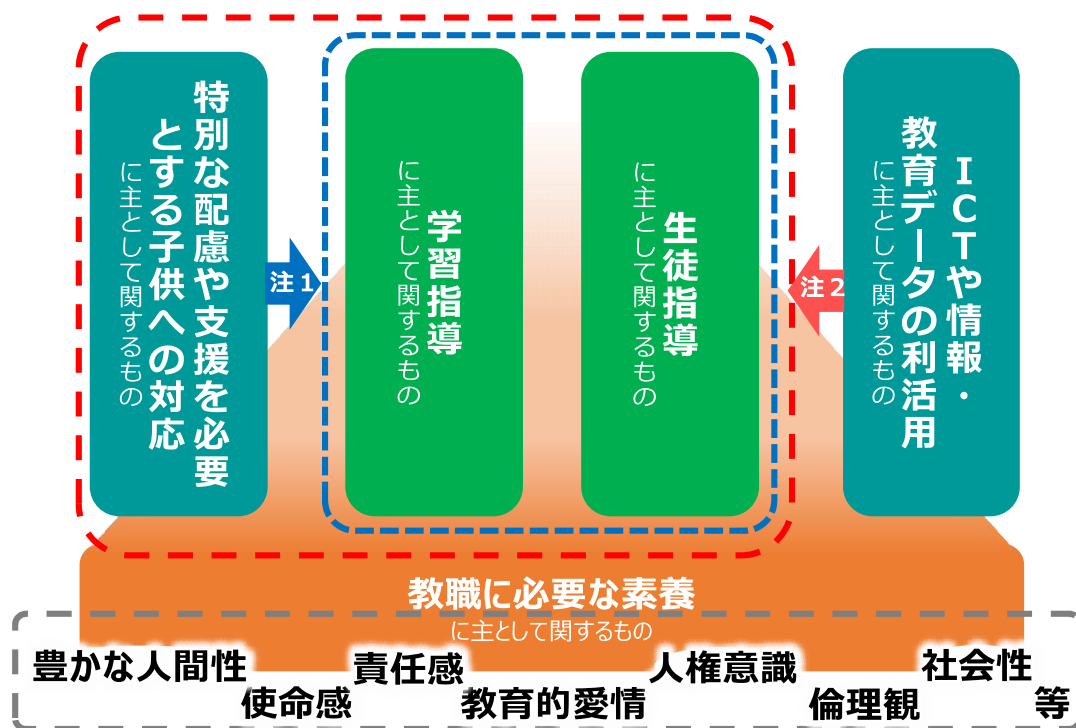 特別な配慮や支援を必要
とする子供への対応
に主として関するもの
注１
学習指導
に主として関するもの
生徒指導
に主として関するもの
注２
ＩＣＴや情報・
教育データの利活用
に主として関するもの
教職に必要な素養
に主として関するもの
豊かな人間性
使命感
責任感
教育的愛情
人権意識
倫理観
社会性
等